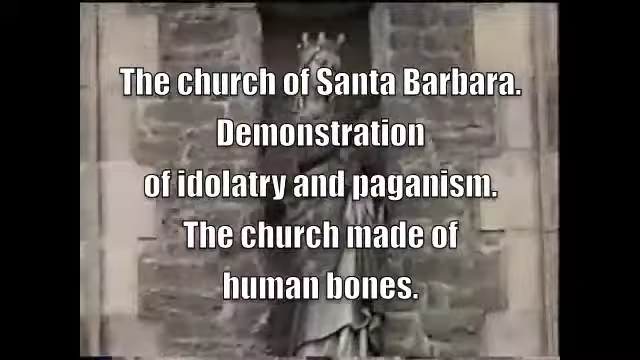 The church of Santa Barbara.
Demonstration
of idolatry and paganism.
The church made of
human bones.